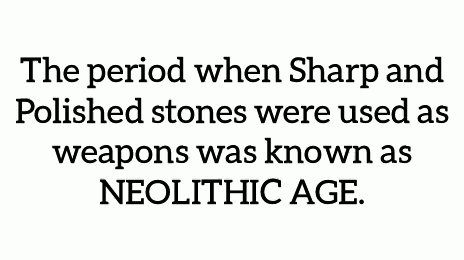 The period when Sharp and
Polished stones were used as
weapons was known as
NEOLITHIC AGE.